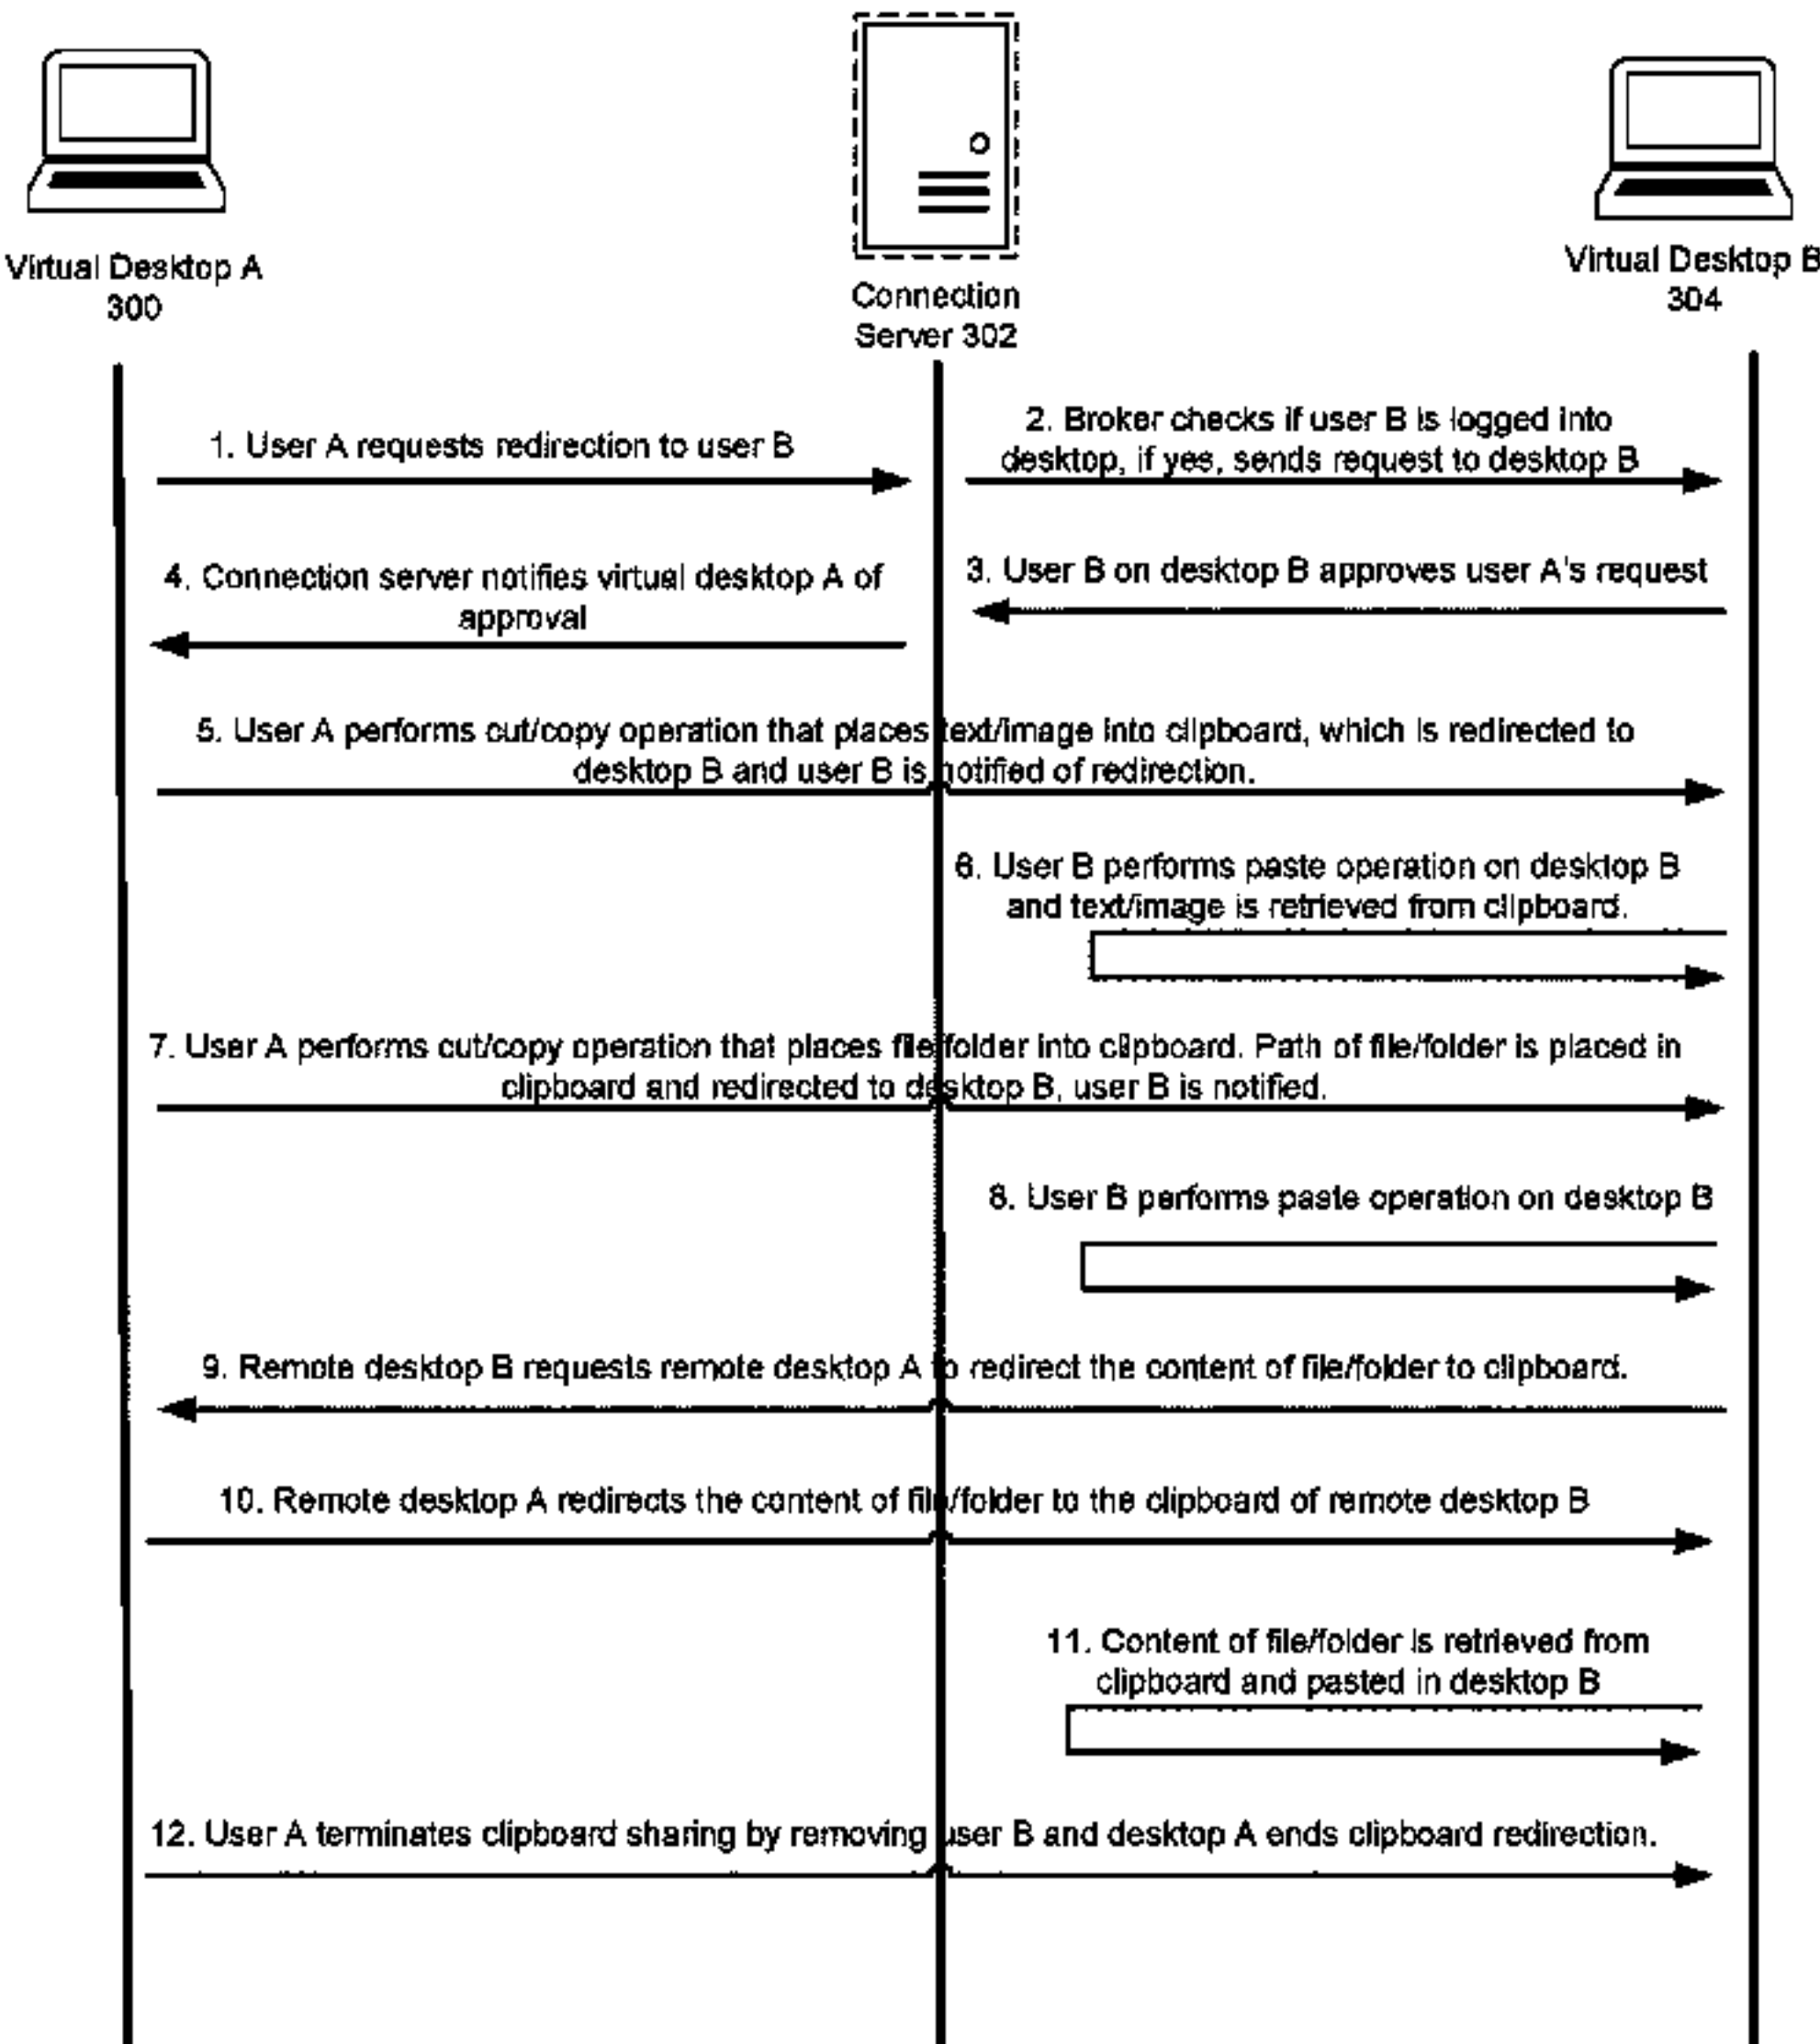 Virtual Desktop A
300
Connection
Server 302
Virtual Desktop B
304
1. User A requests redirection to user B
2. Broker checks if user B is logged into
desktop, if yes, sends request to desktop B
3. User B on desktop B approves user A's request
4. Connection server notifies virtual desktop A of
approval
5. User A performs cut/copy operation that places text/image into clipboard, which is redirected to
desktop B and user B is notified of redirection.
6. User B performs paste operation on desktop B
and text/image is retrieved from clipboard.
7. User A performs cut/copy operation that places file/folder into clipboard. Path of file/folder is placed in
clipboard and redirected to desktop B, user B is notified.
8. User B performs paste operation on desktop B
9. Remote desktop B requests remote desktop A to redirect the content of file/folder to clipboard.
10. Remote desktop A redirects the content of file/folder to the clipboard of remote desktop B
11. Content of file/folder is retrieved from
clipboard and pasted in desktop B
12. User A terminates clipboard sharing by removing user B and desktop A ends clipboard redirection.